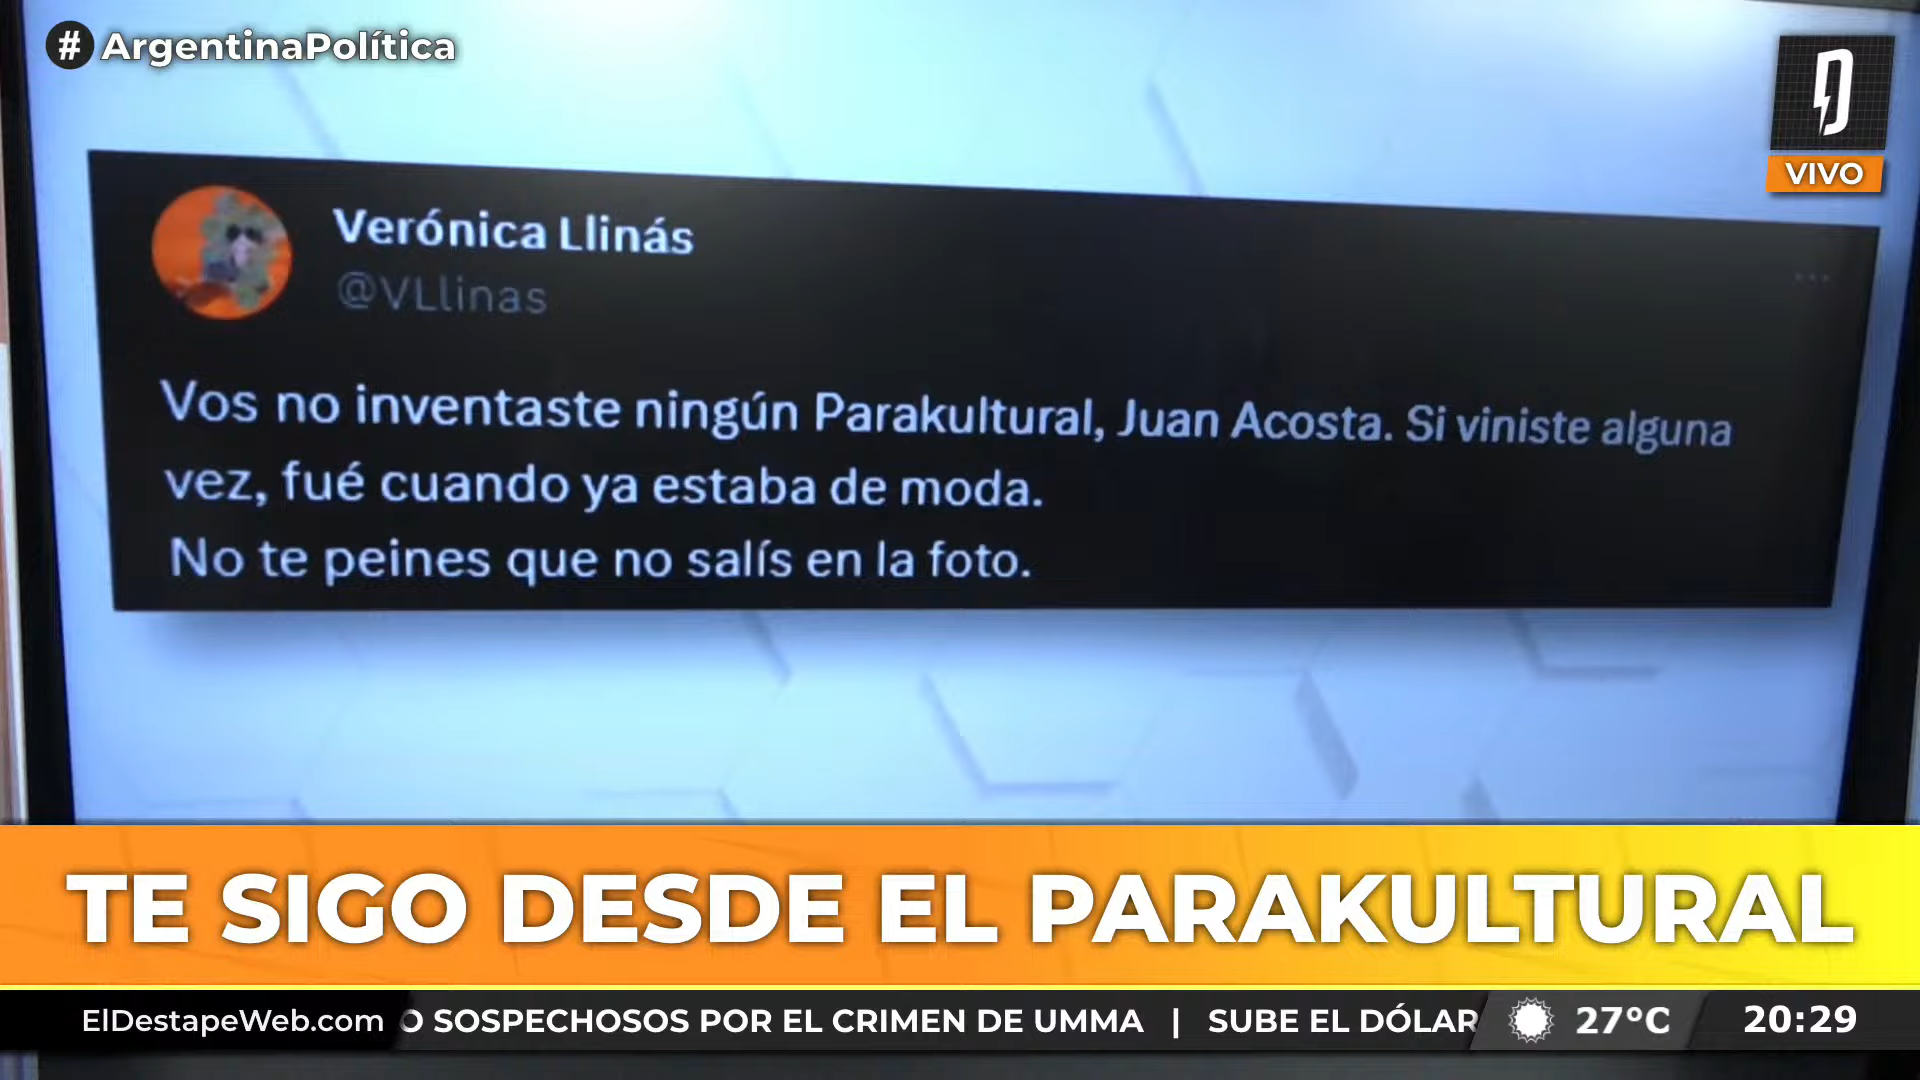 # ArgentinaPolítica
VIVO
Verónica Llinás
@VLlinas
Vos no inventaste ningún Parakultural, Juan Acosta. Si viniste alguna
vez, fué cuando ya estaba de moda.
No te peines que no salís en la foto.
TE SIGO DESDE EL PARAKULTURAL
ElDestapeWeb.com
O SOSPECHOSOS POR EL CRIMEN DE UMMA | SUBE EL DÓLAR
27°C
20:29